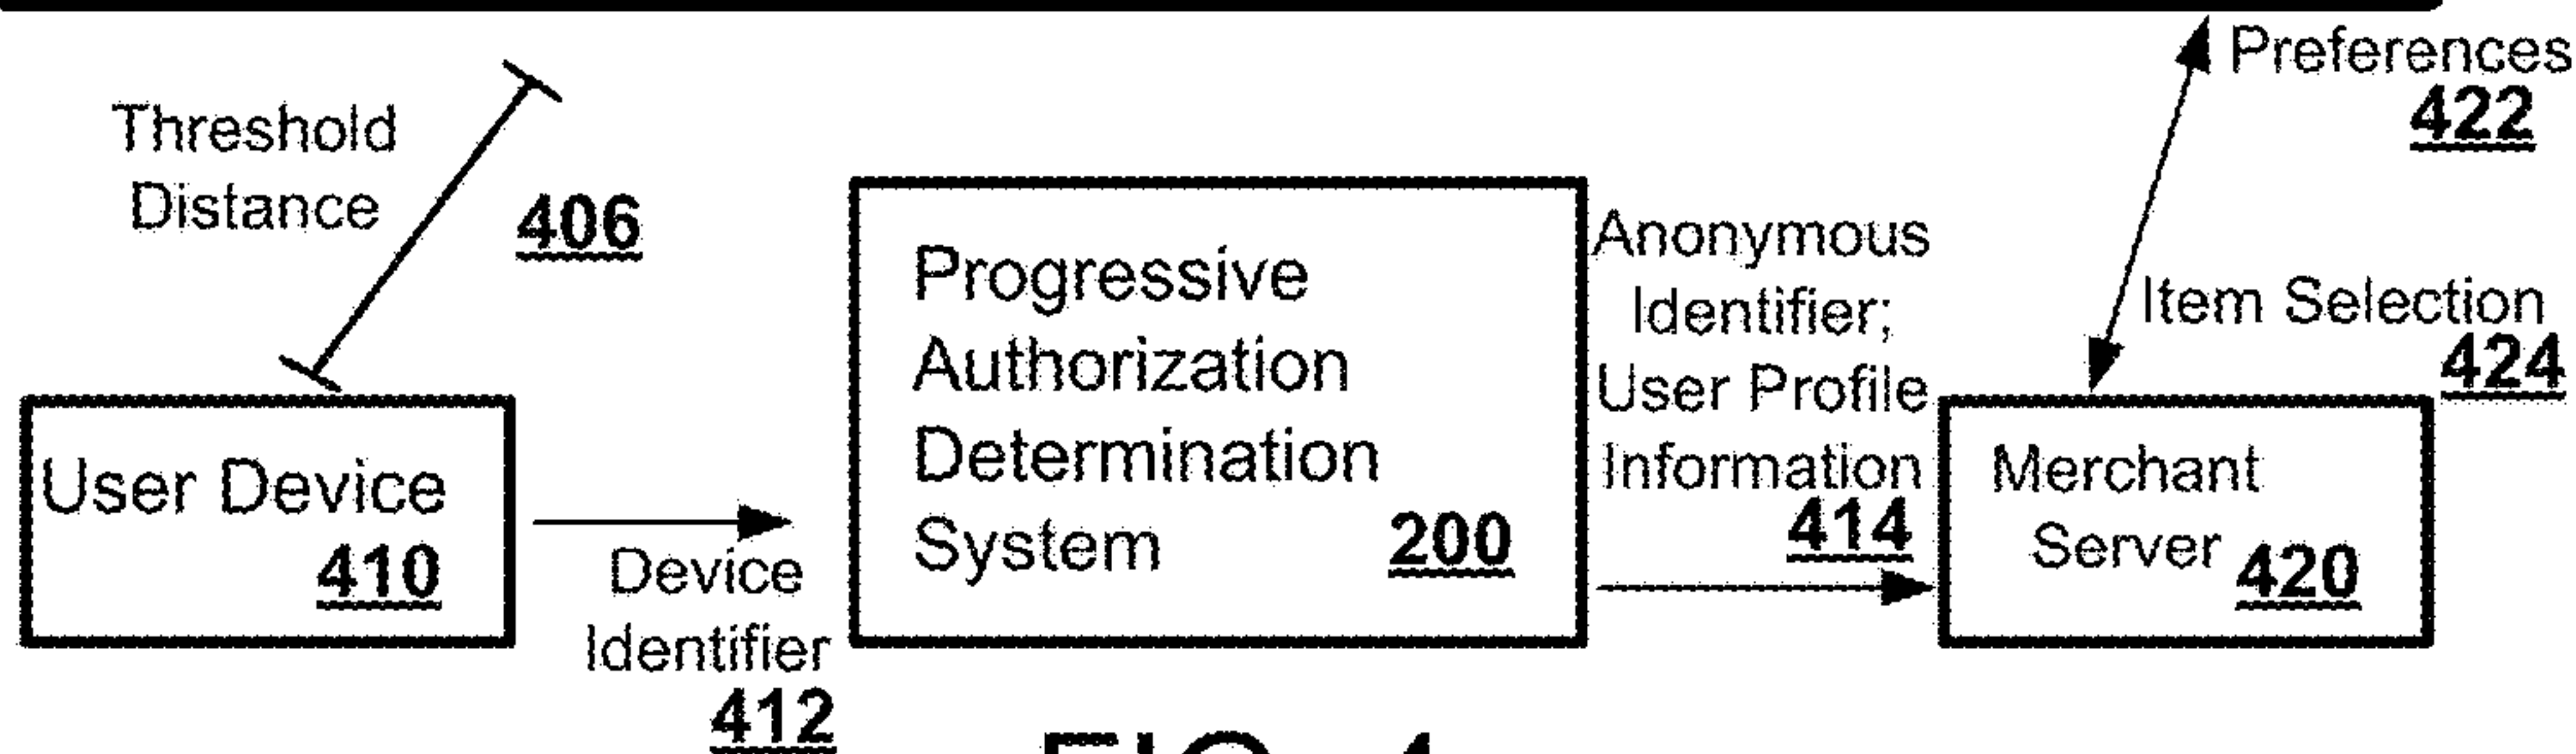 Preferences
422
Threshold
Distance
406
Item Selection
424
User Device
410
Device
Identifier
412
Progressive
Authorization
Determination
System 200
Anonymous
Identifier;
User Profile
Information
414
Merchant
Server 420